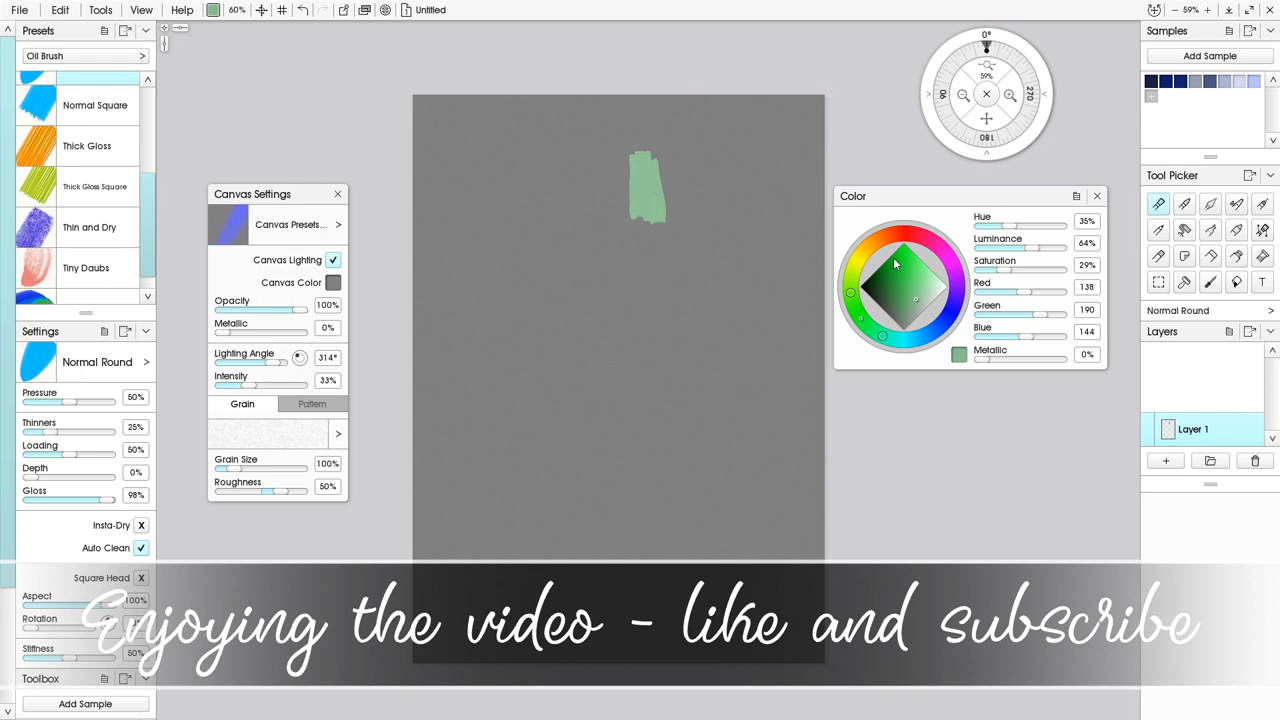 File Edit Tools View Help 60% Untitled 59%
Presets
Oil Brush >
Normal Square
Thick Gloss
Thick Gloss Square
Thin and Dry
Tiny Daubs
Settings
Normal Round >
Pressure 50%
Thinners 25%
Loading 50%
Depth 0%
Gloss 98%
Insta-Dry X
Auto Clean
Square Head X
Aspect 100%
Rotation
Stiffness 50%
Toolbox
Add Sample
Canvas Settings
Canvas Presets... >
Canvas Lighting
Canvas Color
Opacity 100%
Metallic 0%
Lighting Angle 314°
Intensity 33%
Grain Pattern
Grain Size 100%
Roughness 50%
0°
59%
90
270
180
Color
Hue 35%
Luminance 64%
Saturation 29%
Red 138
Green 190
Blue 144
Metallic 0%
Samples
Add Sample
Tool Picker
Normal Round >
Layers
Layer 1
Enjoying the video - like and subscribe